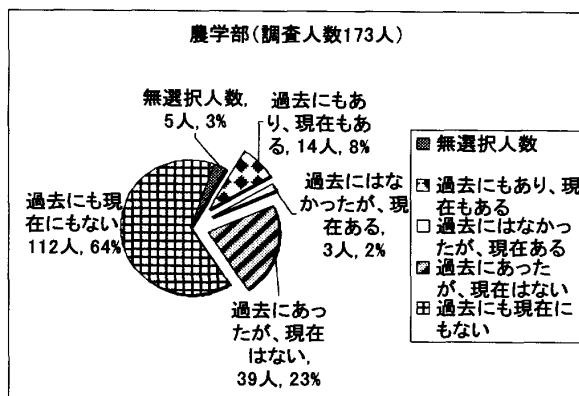 農学部(調査人数173人)
無選択人数,
5人, 3%
過去にもあ
り、現在もあ
る, 14人, 8%
過去にはな
かったが、現
在ある,
3人, 2%
過去にあっ
たが、現在
はない,
39人, 23%
過去にも現
在にもない
112人, 64%
無選択人数
過去にもあり、現
在もある
過去にはなかっ
たが、現在ある
過去にあった
が、現在はない
過去にも現在に
もない